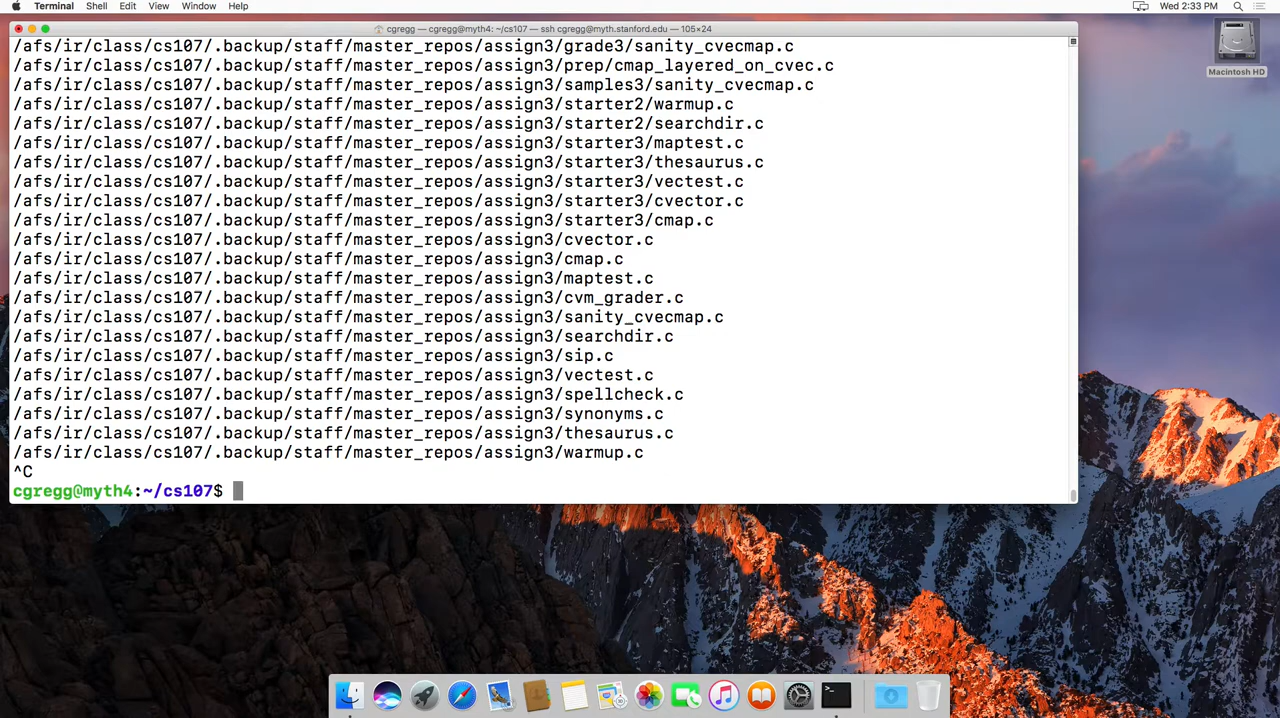 Terminal Shell Edit View Window Help Wed 2:33 PM
cgregg — cgregg@myth4: ~/cs107 — ssh cgregg@myth.stanford.edu — 105×24
/afs/ir/class/cs107/.backup/staff/master_repos/assign3/grade3/sanity_cvecmap.c
/afs/ir/class/cs107/.backup/staff/master_repos/assign3/prep/cmap_layered_on_cvec.c
/afs/ir/class/cs107/.backup/staff/master_repos/assign3/samples3/sanity_cvecmap.c
/afs/ir/class/cs107/.backup/staff/master_repos/assign3/starter2/warmup.c
/afs/ir/class/cs107/.backup/staff/master_repos/assign3/starter2/searchdir.c
/afs/ir/class/cs107/.backup/staff/master_repos/assign3/starter3/maptest.c
/afs/ir/class/cs107/.backup/staff/master_repos/assign3/starter3/thesaurus.c
/afs/ir/class/cs107/.backup/staff/master_repos/assign3/starter3/vectest.c
/afs/ir/class/cs107/.backup/staff/master_repos/assign3/starter3/cvector.c
/afs/ir/class/cs107/.backup/staff/master_repos/assign3/starter3/cmap.c
/afs/ir/class/cs107/.backup/staff/master_repos/assign3/cvector.c
/afs/ir/class/cs107/.backup/staff/master_repos/assign3/cmap.c
/afs/ir/class/cs107/.backup/staff/master_repos/assign3/maptest.c
/afs/ir/class/cs107/.backup/staff/master_repos/assign3/cvm_grader.c
/afs/ir/class/cs107/.backup/staff/master_repos/assign3/sanity_cvecmap.c
/afs/ir/class/cs107/.backup/staff/master_repos/assign3/searchdir.c
/afs/ir/class/cs107/.backup/staff/master_repos/assign3/sip.c
/afs/ir/class/cs107/.backup/staff/master_repos/assign3/vectest.c
/afs/ir/class/cs107/.backup/staff/master_repos/assign3/spellcheck.c
/afs/ir/class/cs107/.backup/staff/master_repos/assign3/synonyms.c
/afs/ir/class/cs107/.backup/staff/master_repos/assign3/thesaurus.c
/afs/ir/class/cs107/.backup/staff/master_repos/assign3/warmup.c
^C
cgregg@myth4:~/cs107$
Macintosh HD